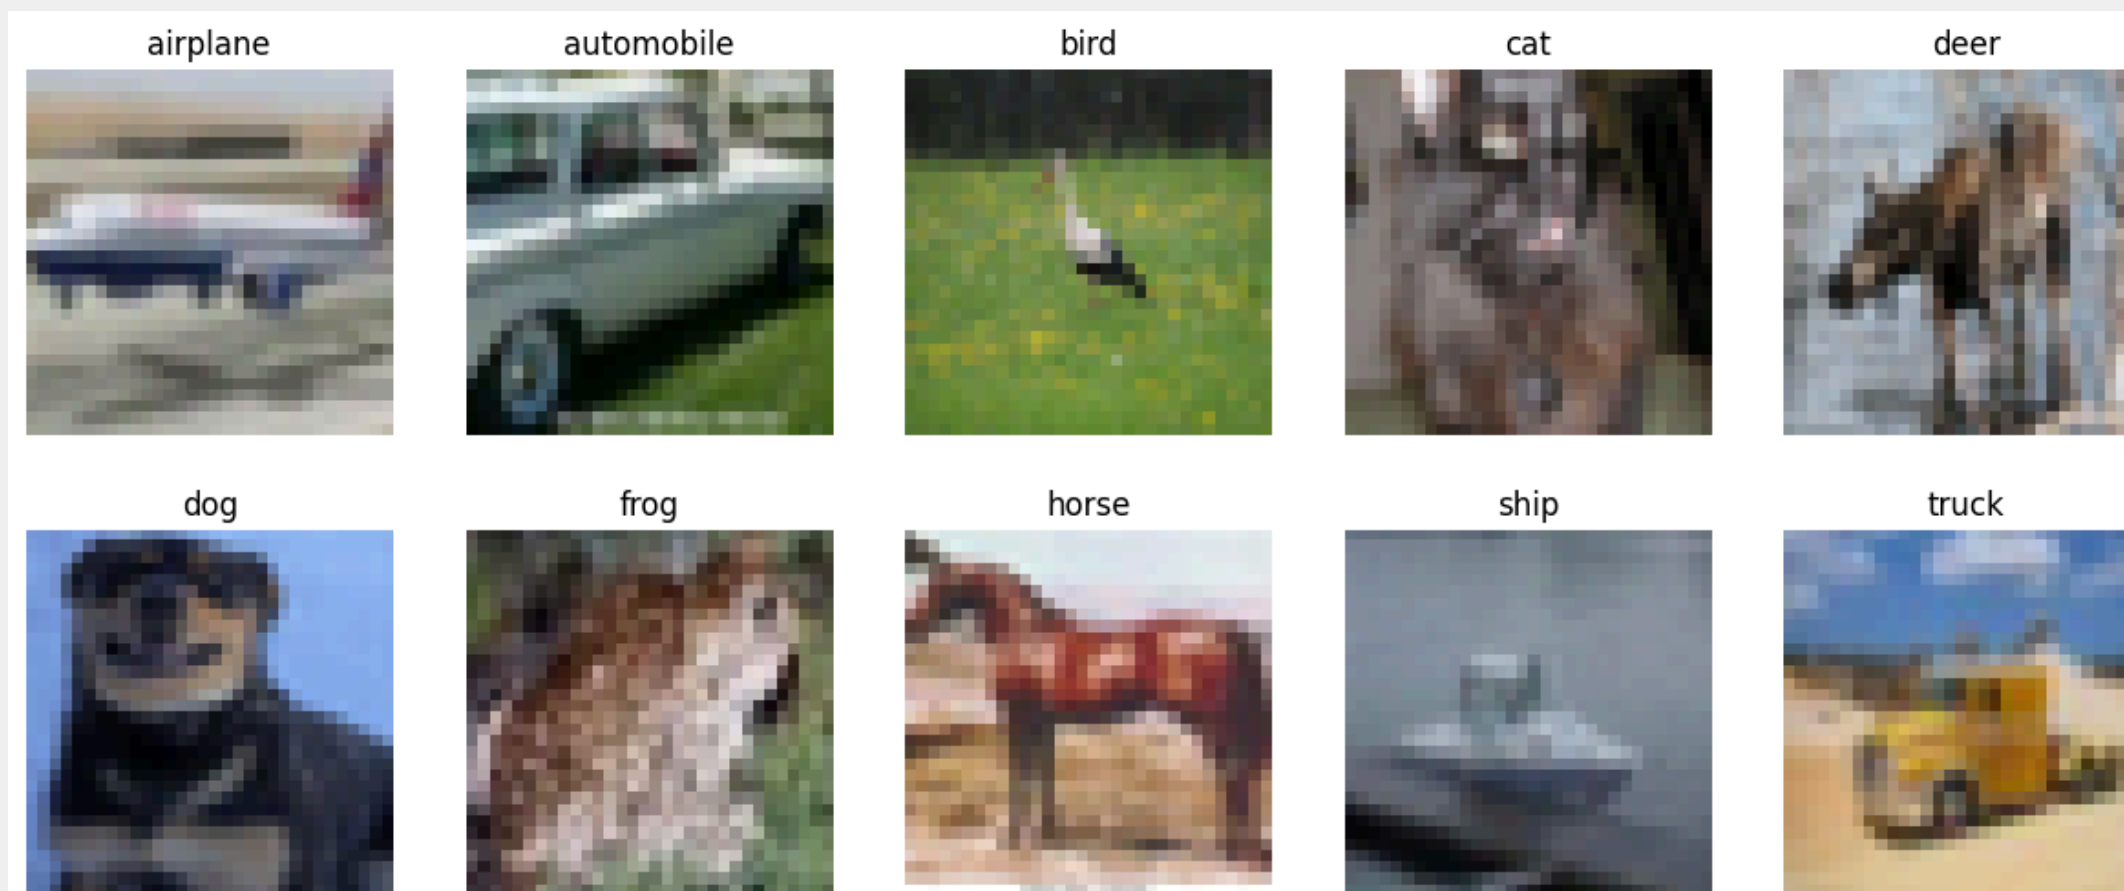 airplane automobile bird cat deer
dog frog horse ship truck